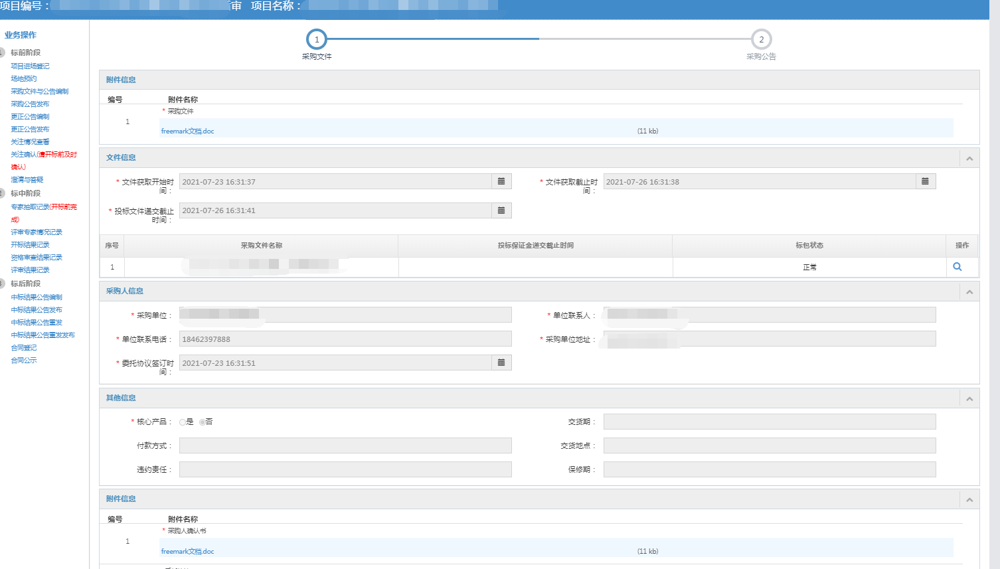 项目编号： 审 项目名称：
业务操作
标前阶段
项目进场登记
场地预约
采购文件与公告编制
采购公告发布
更正公告编制
更正公告发布
关注情况查看
关注确认(请开标前及时
确认)
澄清与答疑
标中阶段
专家抽取记录(开标前完
成)
评审专家情况记录
开标结果记录
资格审查结果记录
评审结果记录
标后阶段
中标结果公告编制
中标结果公告发布
中标结果公告重发
中标结果公告重发发布
合同登记
合同公示
1 2
采购文件 采购公告
附件信息
编号 附件名称
* 采购文件
1
freemark文档.doc (11 kb)
文件信息
* 文件获取开始时
间： 2021-07-23 16:31:37
* 文件获取截止时
间： 2021-07-26 16:31:38
* 投标文件递交截止
时间： 2021-07-26 16:31:41
序号 采购文件名称 投标保证金递交截止时间 标包状态 操作
1 正常
采购人信息
* 采购单位： * 单位联系人：
* 单位联系电话： 18462397888 * 采购单位地址：
* 委托协议签订时
间： 2021-07-23 16:31:51
其他信息
* 核心产品： 是 否 交货期：
付款方式： 交货地点：
违约责任： 保修期：
附件信息
编号 附件名称
* 采购人确认书
1
freemark文档.doc (11 kb)